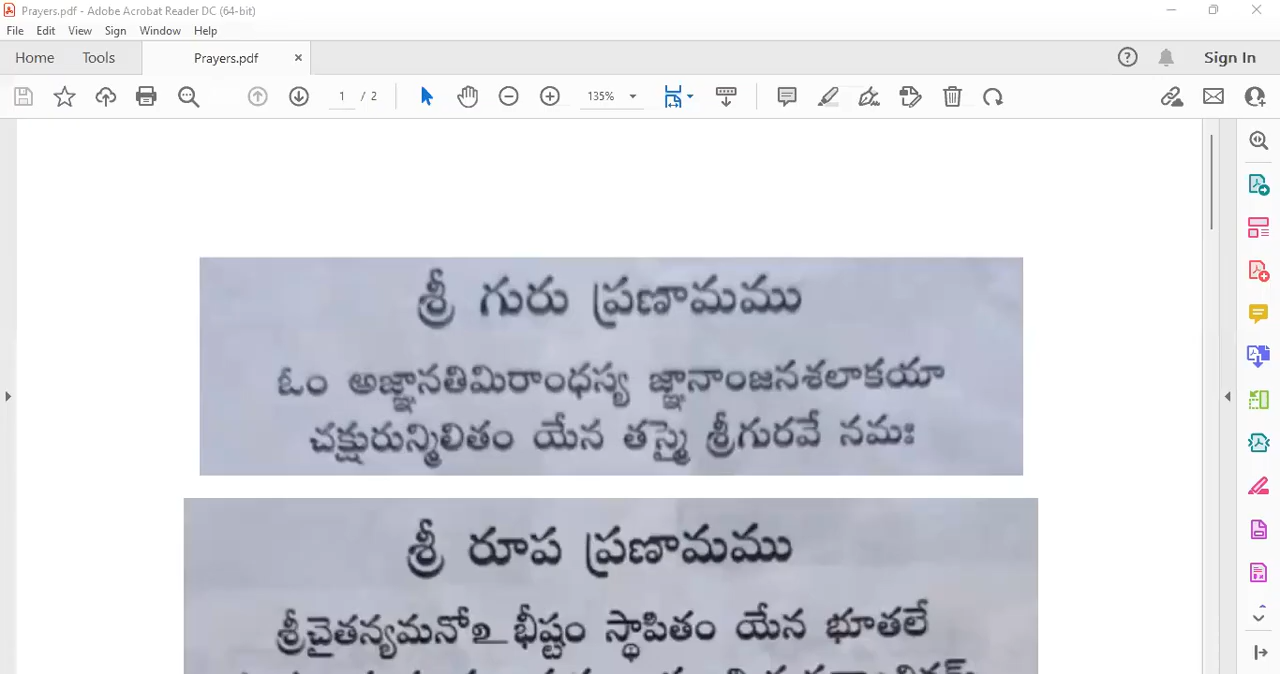 Prayers.pdf - Adobe Acrobat Reader DC (64-bit)
File Edit View Sign Window Help
Home Tools Prayers.pdf × Sign In
1 / 2 135%
శ్రీ గురు ప్రణామము
ఓం అజ్ఞానతిమిరాంధస్య జ్ఞానాంజనశలాకయా
చక్షురున్మిలితం యేన తస్మై శ్రీగురవే నమః
శ్రీ రూప ప్రణామము
శ్రీచైతన్యమనోఽభీష్టం స్థాపితం యేన భూతలే